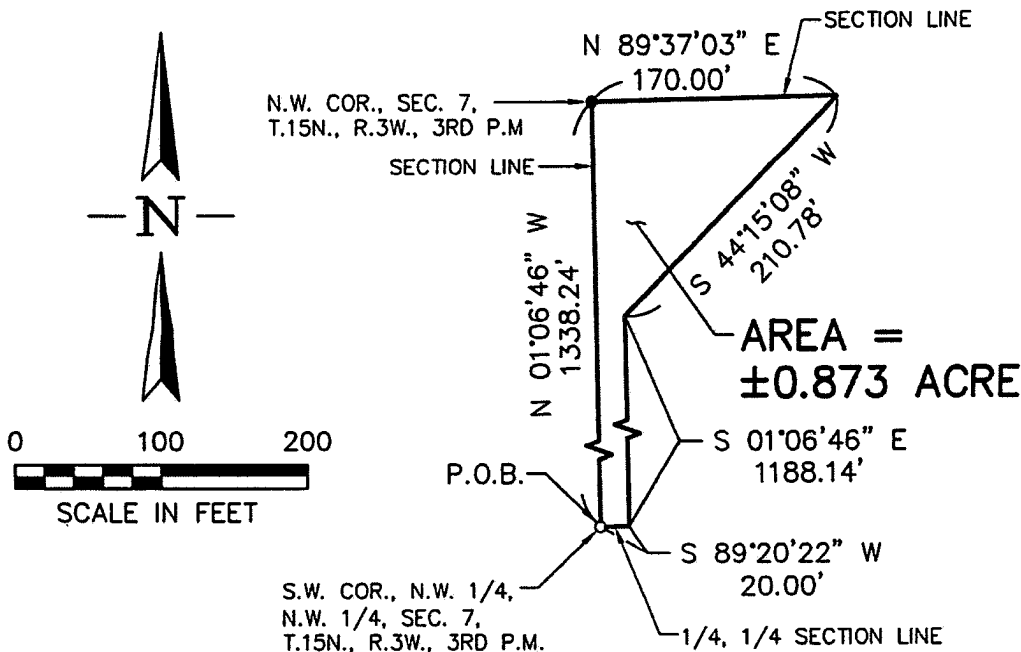 SECTION LINE
N 89°37'03" E
170.00'
N.W. COR., SEC. 7,
T.15N., R.3W., 3RD P.M
SECTION LINE
N
N 01°06'46" W
1338.24'
S 44°15'08" W
210.78'
AREA =
±0.873 ACRE
0 100 200
SCALE IN FEET
P.O.B.
S 01°06'46" E
1188.14'
S 89°20'22" W
20.00'
S.W. COR., N.W. 1/4,
N.W. 1/4, SEC. 7,
T.15N., R.3W., 3RD P.M.
1/4, 1/4 SECTION LINE